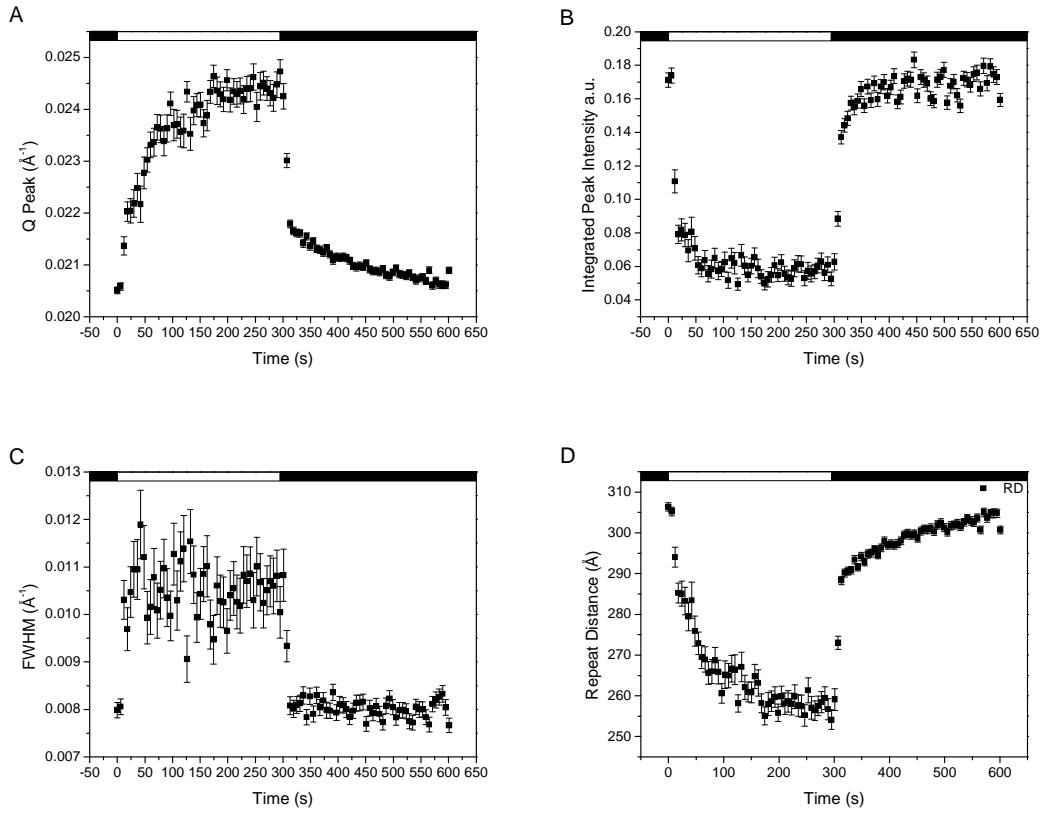 A
0.025
0.024
0.023
0.022
0.021
0.020
Q Peak (Å⁻¹)
-50 0 50 100 150 200 250 300 350 400 450 500 550 600 650
Time (s)
B
0.20
0.18
0.16
0.14
0.12
0.10
0.08
0.06
0.04
Integrated Peak Intensity a.u.
-50 0 50 100 150 200 250 300 350 400 450 500 550 600 650
Time (s)
C
0.013
0.012
0.011
0.010
0.009
0.008
0.007
FWHM (Å⁻¹)
-50 0 50 100 150 200 250 300 350 400 450 500 550 600 650
Time (s)
D
RD
310
300
290
280
270
260
250
Repeat Distance (Å)
0 100 200 300 400 500 600
Time (s)